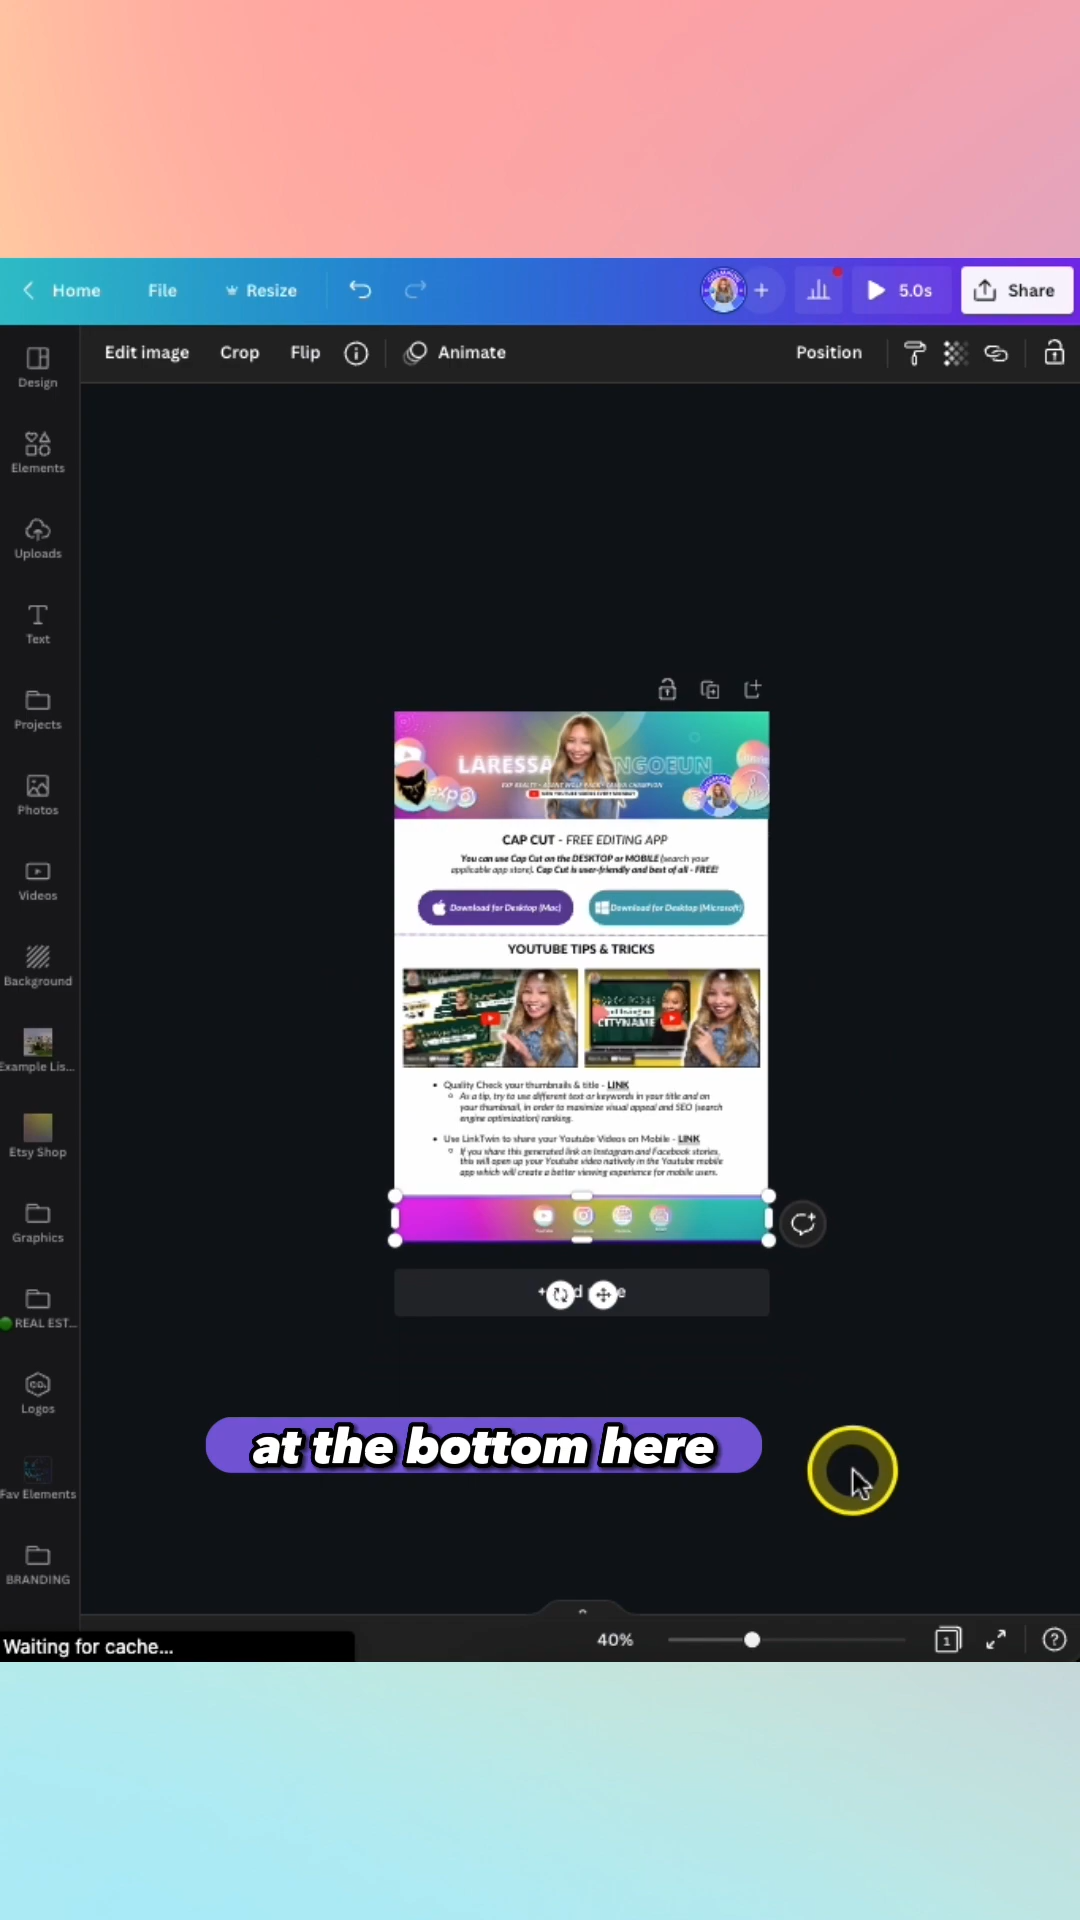 Home
File
Resize
5.0s
Share
Edit image
Crop
Flip
Animate
Position
Design
Elements
Uploads
Text
Projects
Photos
Videos
Background
Example Lis...
Etsy Shop
Graphics
REAL EST...
Logos
Fav Elements
BRANDING
LARESSA NGOEUN
exp
CAP CUT - FREE EDITING APP
You can use Cap Cut on the DESKTOP or MOBILE (search your
applicable app store). Cap Cut is user-friendly and best of all - FREE!
Download for Desktop (Mac)
Download for Desktop (Microsoft)
YOUTUBE TIPS & TRICKS
CITYNAME
• Quality Check your thumbnails & title - LINK
As a tip, try to use different text or keywords in your title and on
your thumbnail, in order to maximize visual appeal and SEO (search
engine optimization) ranking.
• Use LinkTwin to share your Youtube Videos on Mobile - LINK
If you share this generated link on Instagram and Facebook stories,
this will open up your Youtube video natively in the Youtube mobile
app which will create a better viewing experience for mobile users.
at the bottom here
Waiting for cache...
40%
1